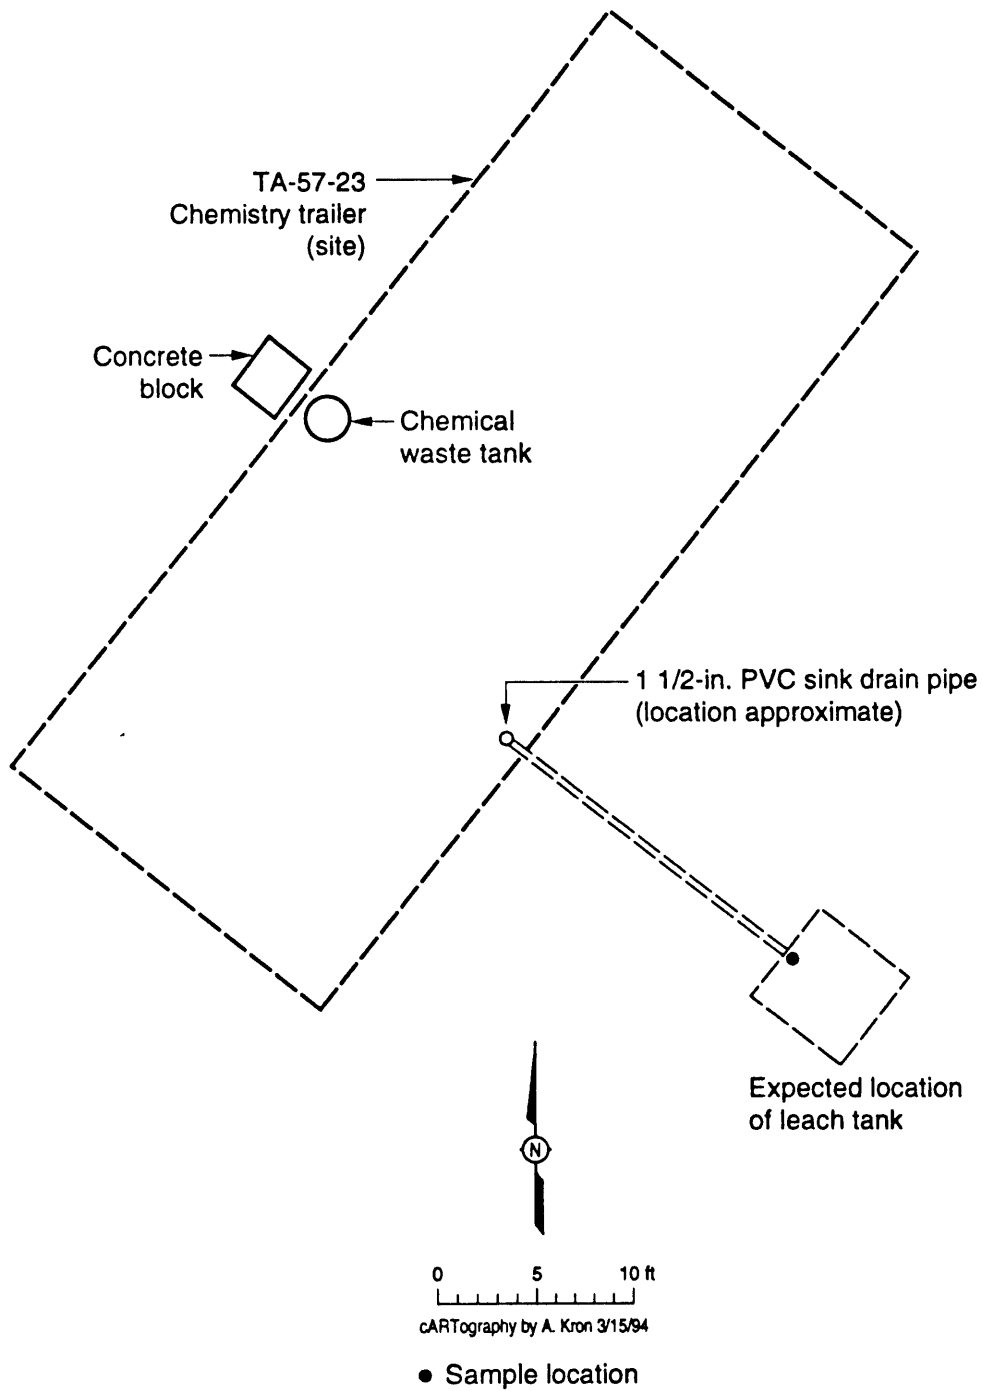 TA-57-23
Chemistry trailer
(site)
Concrete
block
Chemical
waste tank
1 1/2-in. PVC sink drain pipe
(location approximate)
Expected location
of leach tank
N
0 5 10 ft
cARTography by A. Kron 3/15/94
Sample location